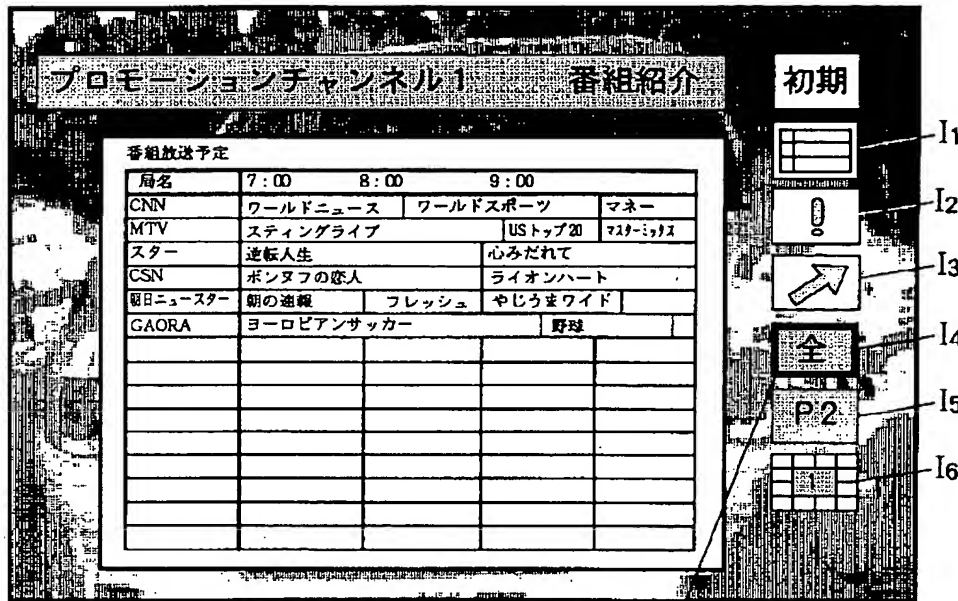 プロモーションチャンネル1 番組紹介
初期
番組放送予定
局名 7:00 8:00 9:00
CNN ワールドニュース ワールドスポーツ マネー
MTV スティングライブ USトップ20 マスターミックス
スター 逆転人生 心みだれて
CSN ポンヌフの恋人 ライオンハート
朝日ニュースター 朝の速報 フレッシュ やじうまワイド
GAORA ヨーロピアンサッカー 野球
I1
!
I2
I3
全
I4
P2
I5
I6